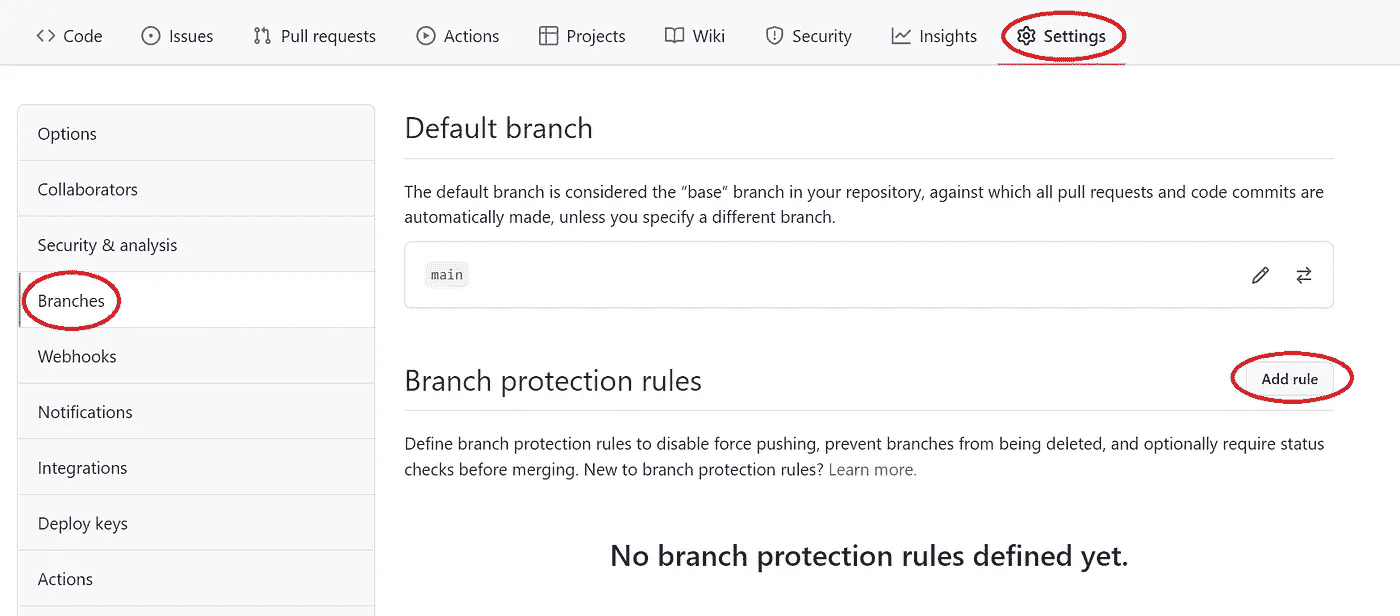 Code Issues Pull requests Actions Projects Wiki Security Insights Settings
Options
Collaborators
Security & analysis
Branches
Webhooks
Notifications
Integrations
Deploy keys
Actions
Default branch
The default branch is considered the “base” branch in your repository, against which all pull requests and code commits are
automatically made, unless you specify a different branch.
main
Branch protection rules
Add rule
Define branch protection rules to disable force pushing, prevent branches from being deleted, and optionally require status
checks before merging. New to branch protection rules? Learn more.
No branch protection rules defined yet.